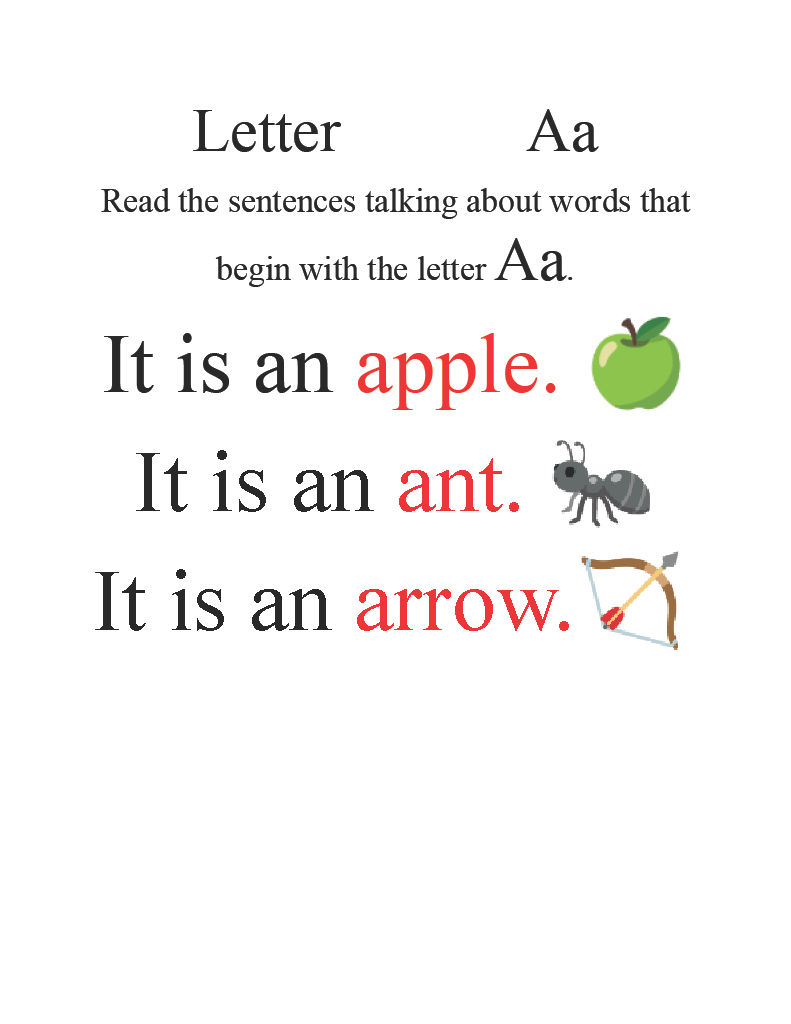 Letter Aa
Read the sentences talking about words that
begin with the letter Aa.
It is an apple.
It is an ant.
It is an arrow.